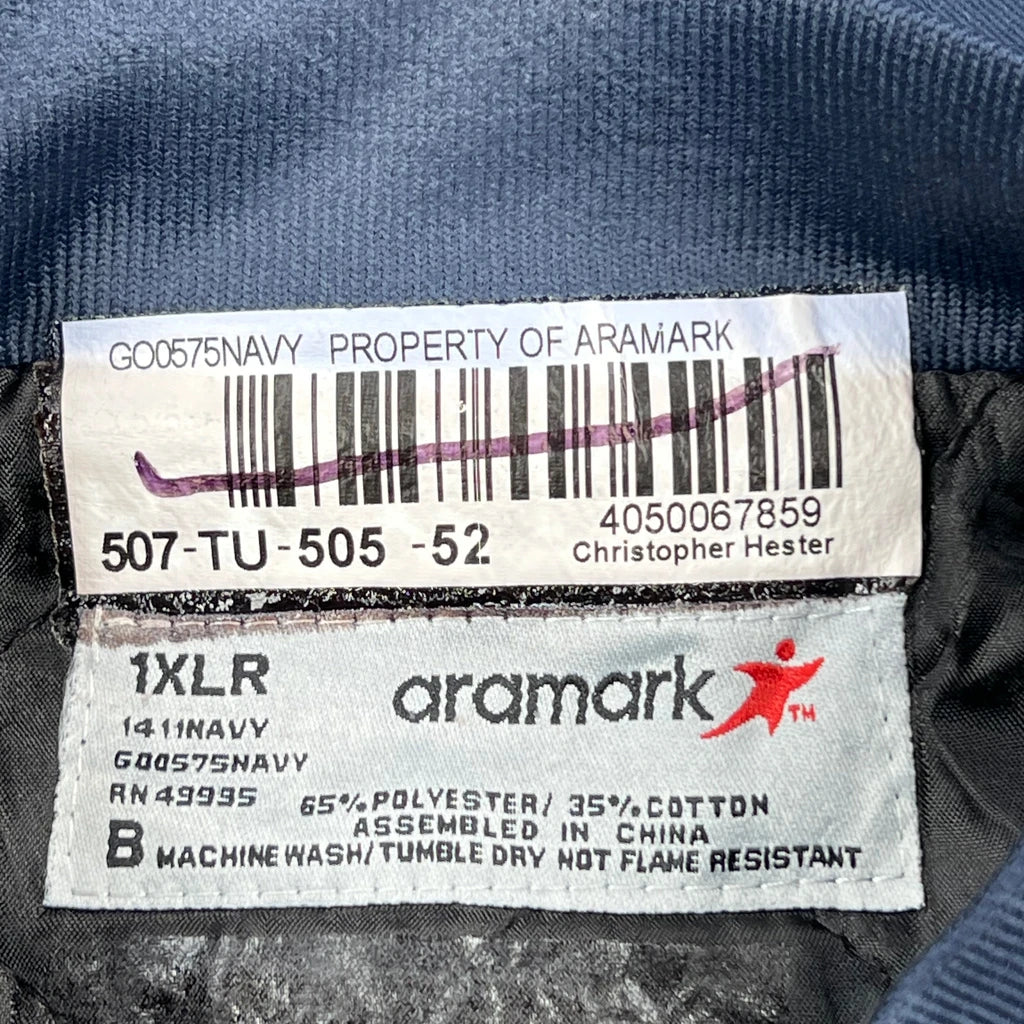 GO0575NAVY PROPERTY OF ARAMARK
4050067859
507-TU-505 -52 Christopher Hester
1XLR
aramark TM
1411NAVY
G00575NAVY
RN 49995
65% POLYESTER/ 35% COTTON
ASSEMBLED IN CHINA
B MACHINE WASH/TUMBLE DRY NOT FLAME RESISTANT